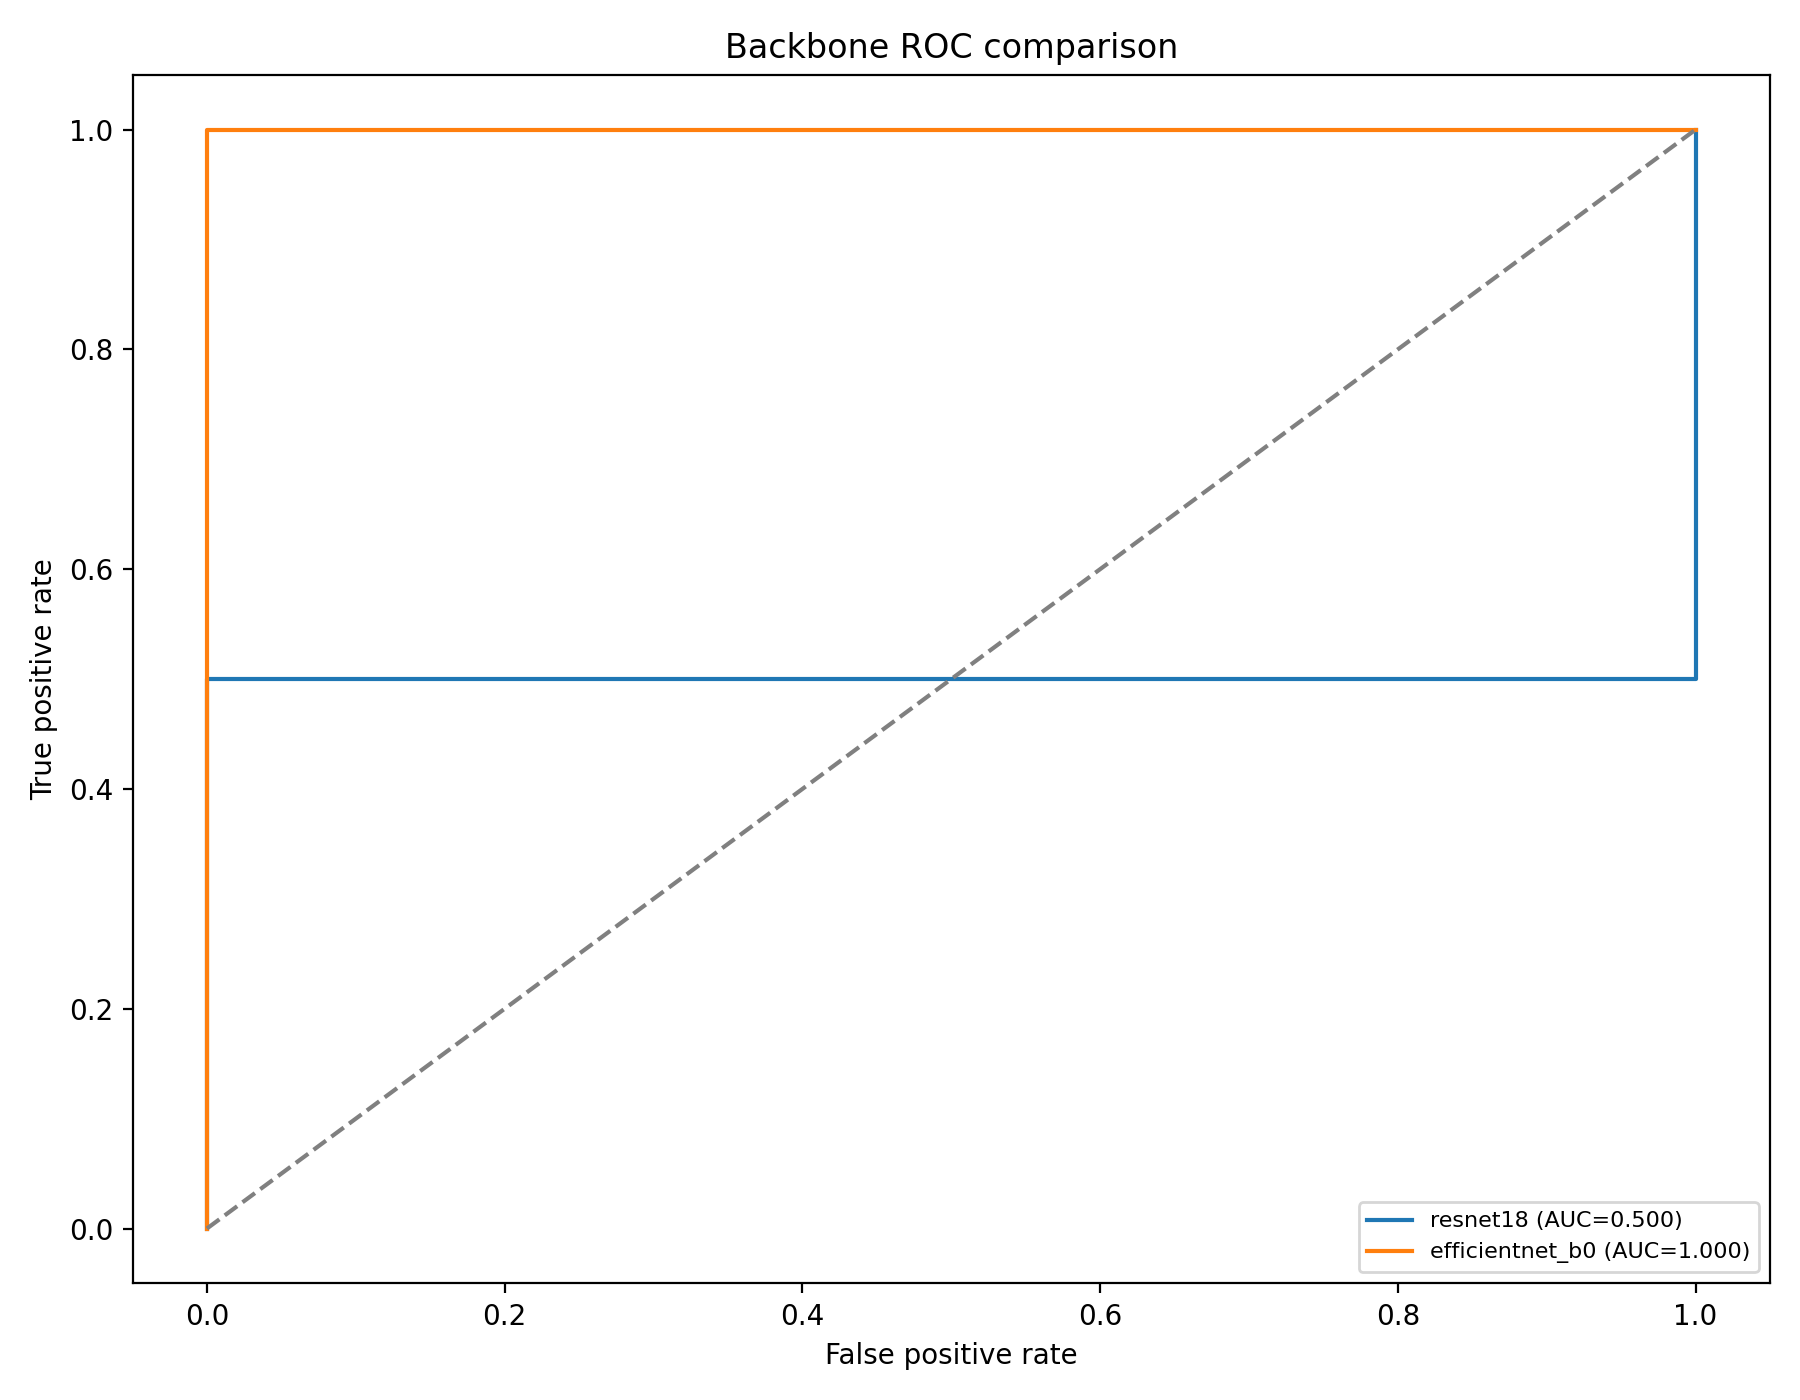 Backbone ROC comparison
True positive rate
1.0
0.8
0.6
0.4
0.2
0.0
0.0 0.2 0.4 0.6 0.8 1.0
False positive rate
resnet18 (AUC=0.500)
efficientnet_b0 (AUC=1.000)